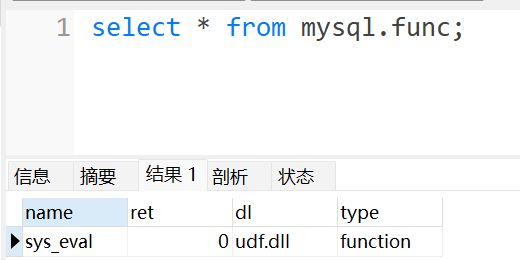 1 select * from mysql.func;
信息 摘要 结果 1 剖析 状态
name ret dl type
sys_eval 0 udf.dll function